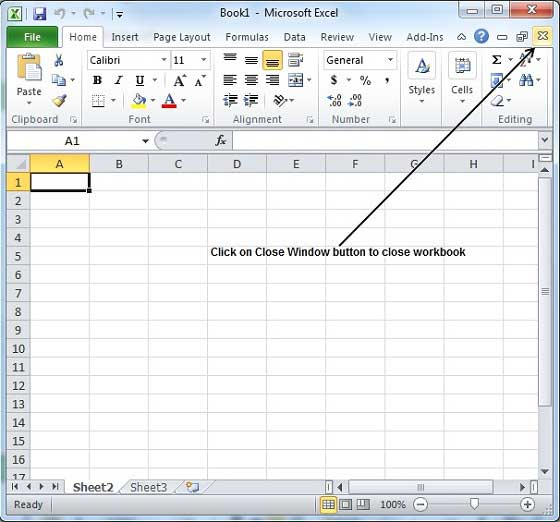 Book1 - Microsoft Excel
File Home Insert Page Layout Formulas Data Review View Add-Ins
Calibri 11 General
Paste Styles Cells
Clipboard Font Alignment Number Editing
A1 fx
A B C D E F G H I
1
2
3
4
5
Click on Close Window button to close workbook
6
7
8
9
10
11
12
13
14
15
16
17
Sheet2 Sheet3
Ready 100%